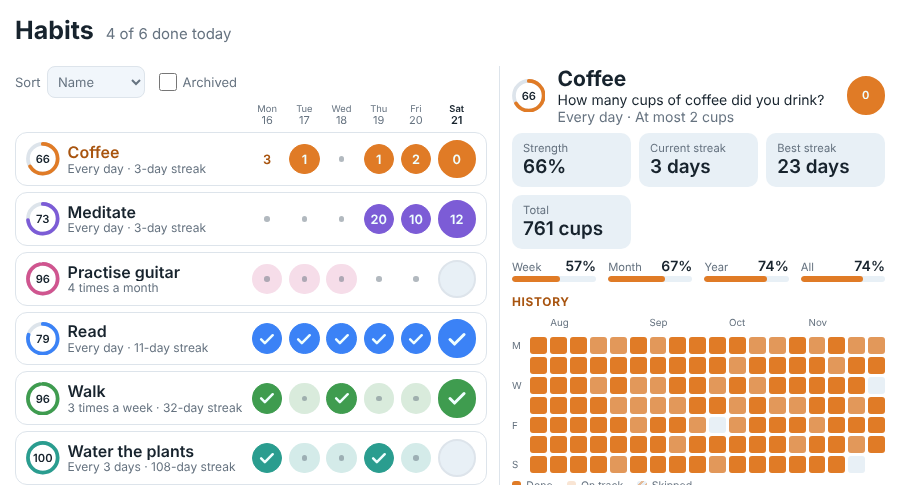 Habits 4 of 6 done today
Sort Name Archived
Mon Tue Wed Thu Fri Sat
16 17 18 19 20 21
66 Coffee 3 1 1 2 0
Every day · 3-day streak
73 Meditate 20 10 12
Every day · 3-day streak
96 Practise guitar
4 times a month
79 Read
Every day · 11-day streak
96 Walk
3 times a week · 32-day streak
100 Water the plants
Every 3 days · 108-day streak
66 Coffee 0
How many cups of coffee did you drink?
Every day · At most 2 cups
Strength
66%
Current streak
3 days
Best streak
23 days
Total
761 cups
Week 57% Month 67% Year 74% All 74%
HISTORY
Aug Sep Oct Nov
M
W
F
S
Done On track Skipped